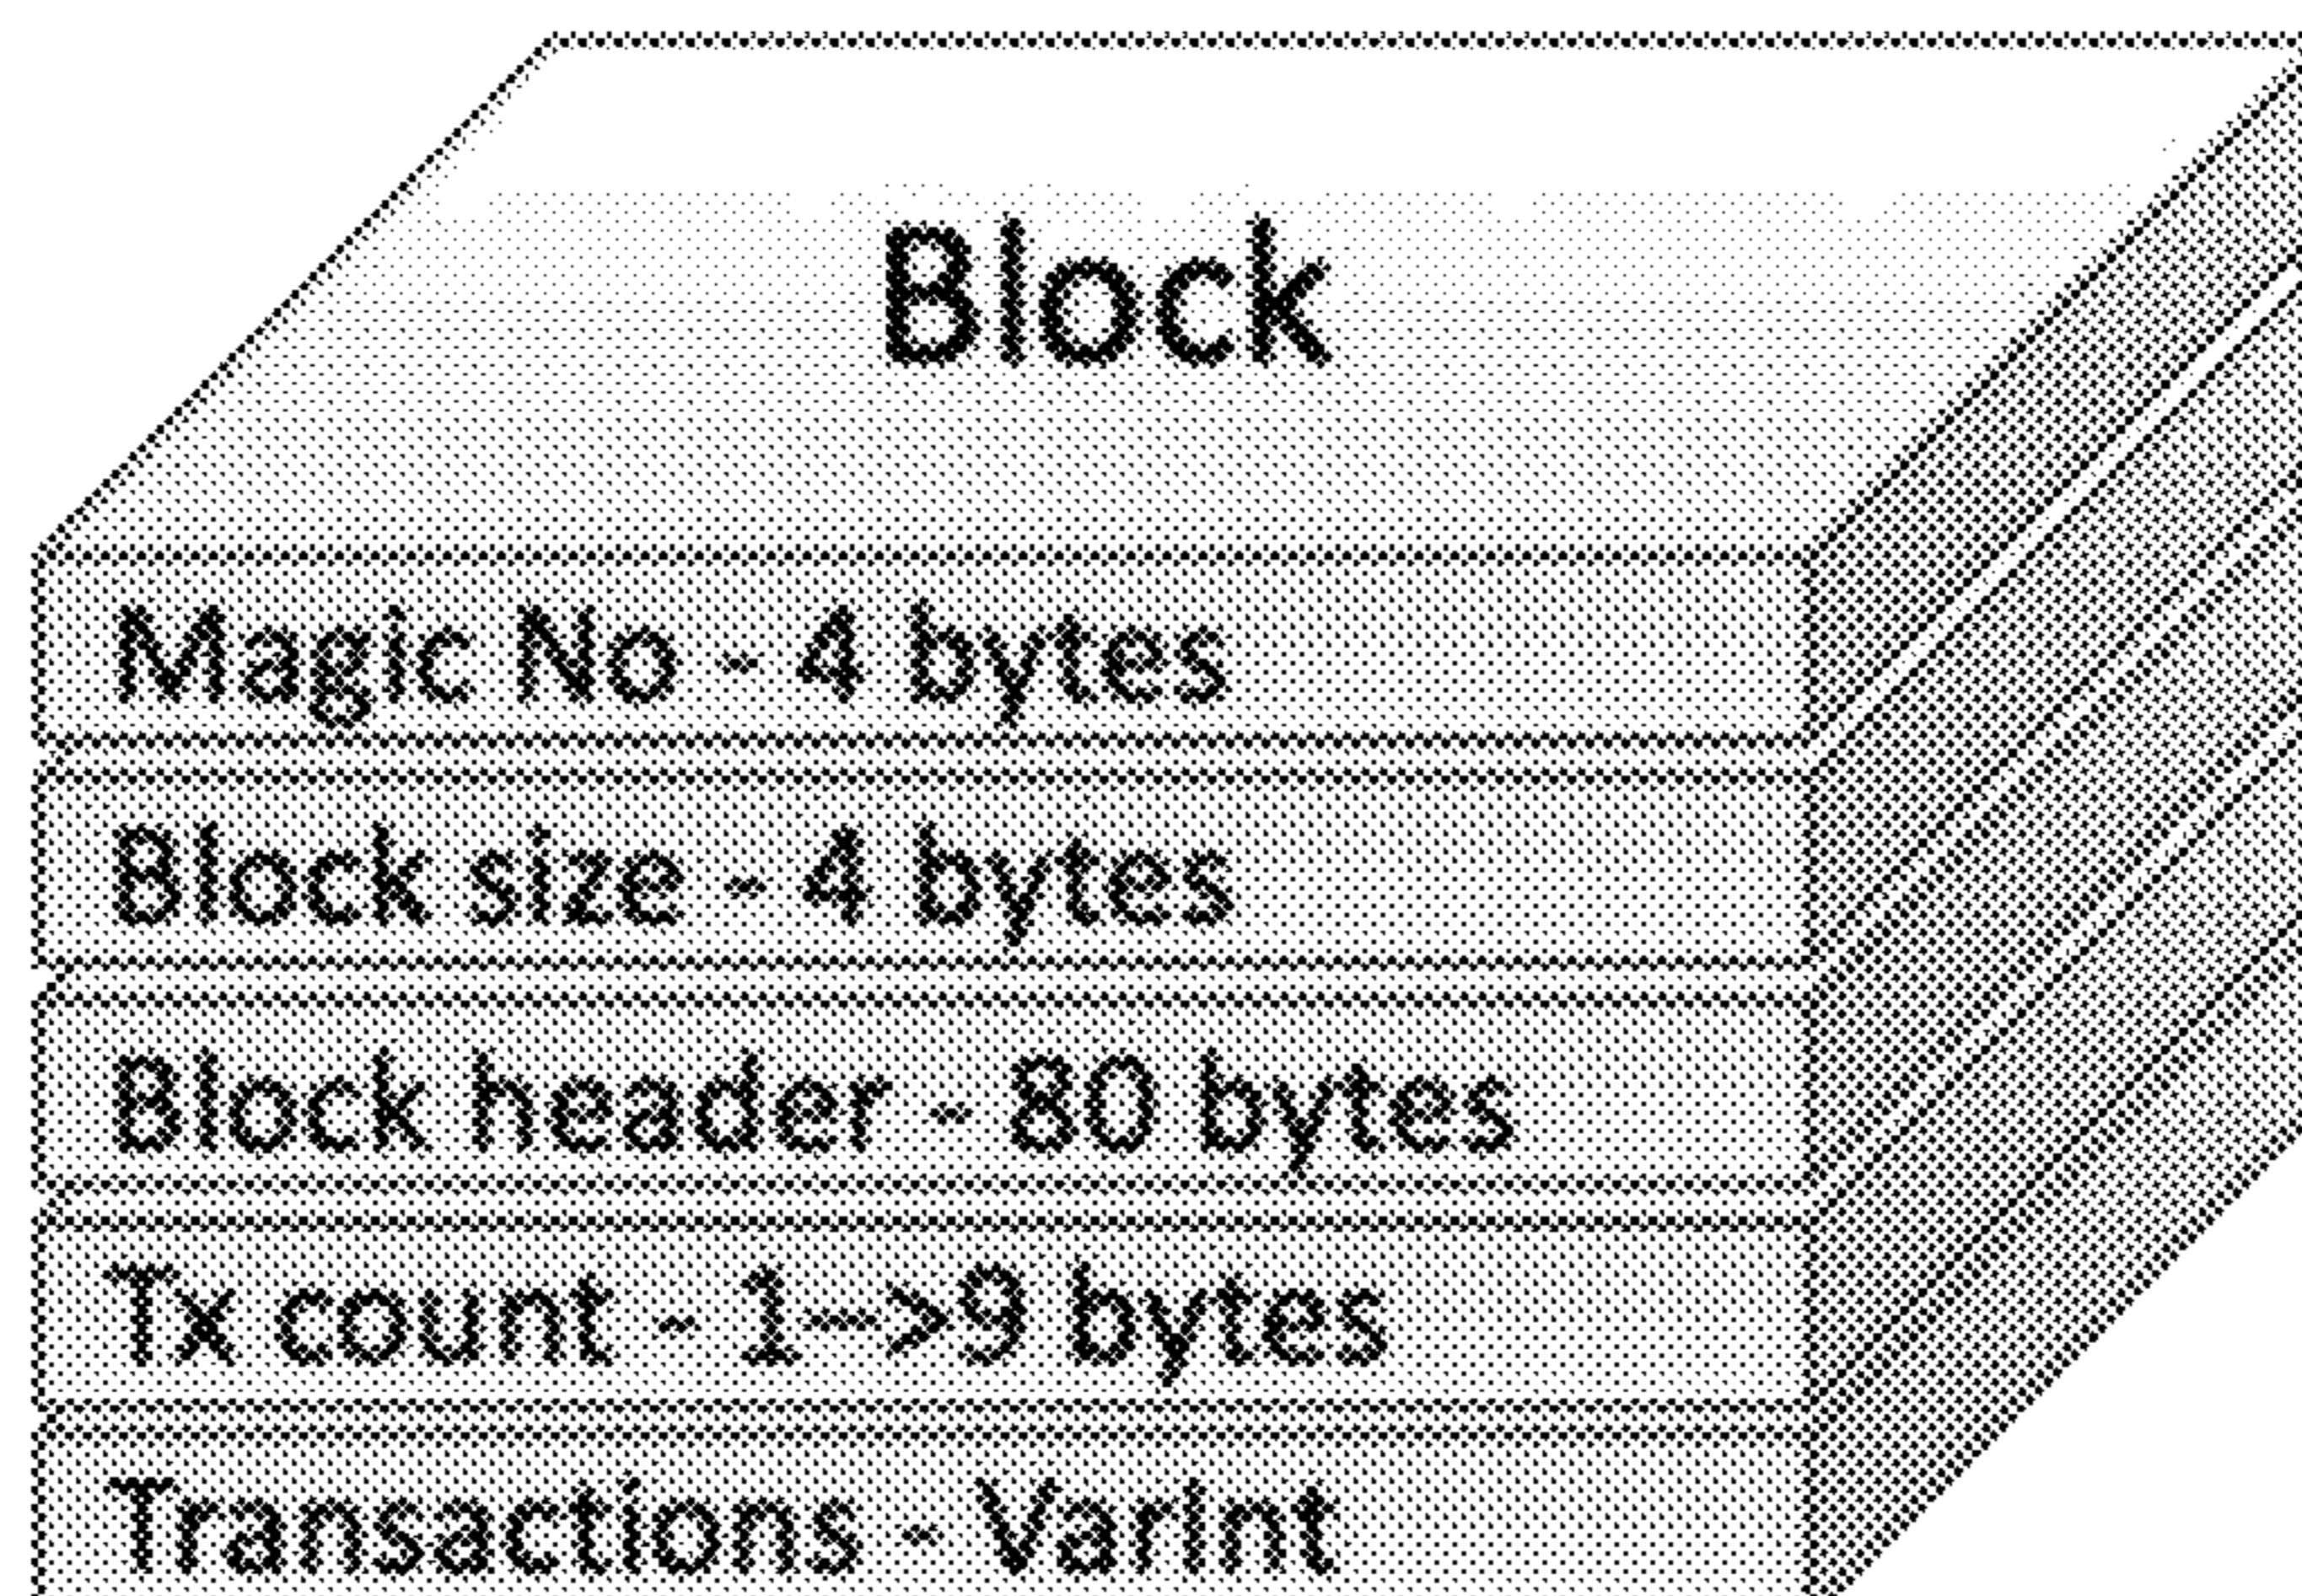 Block
Magic No - 4 bytes
Block size - 4 bytes
Block header - 80 bytes
Tx count - 1-->9 bytes
Transactions - VarInt